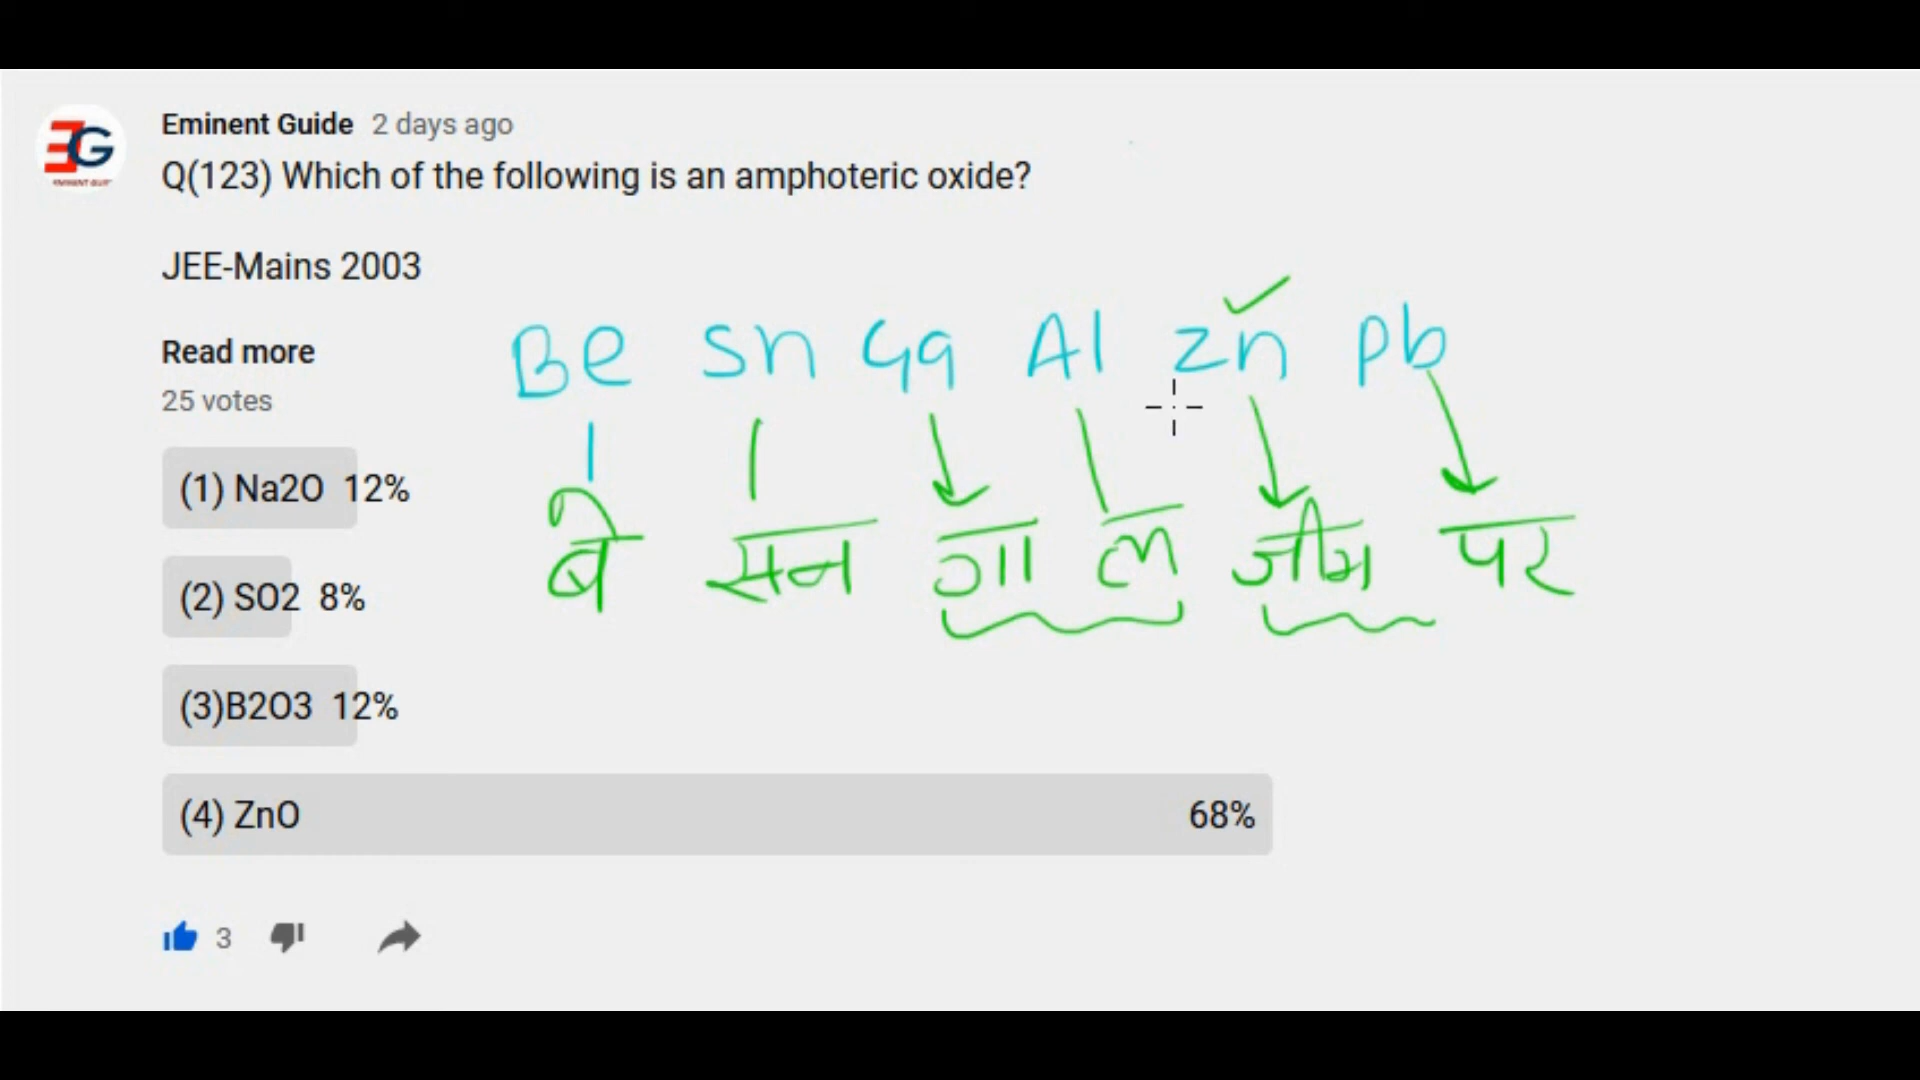 Eminent Guide 2 days ago
Q(123) Which of the following is an amphoteric oxide?
JEE-Mains 2003
Be Sn Ga Al Zn Pb
Read more
25 votes
बे सन गा ल जीभ पर
(1) Na2O 12%
(2) SO2 8%
(3)B2O3 12%
(4) ZnO 68%
3